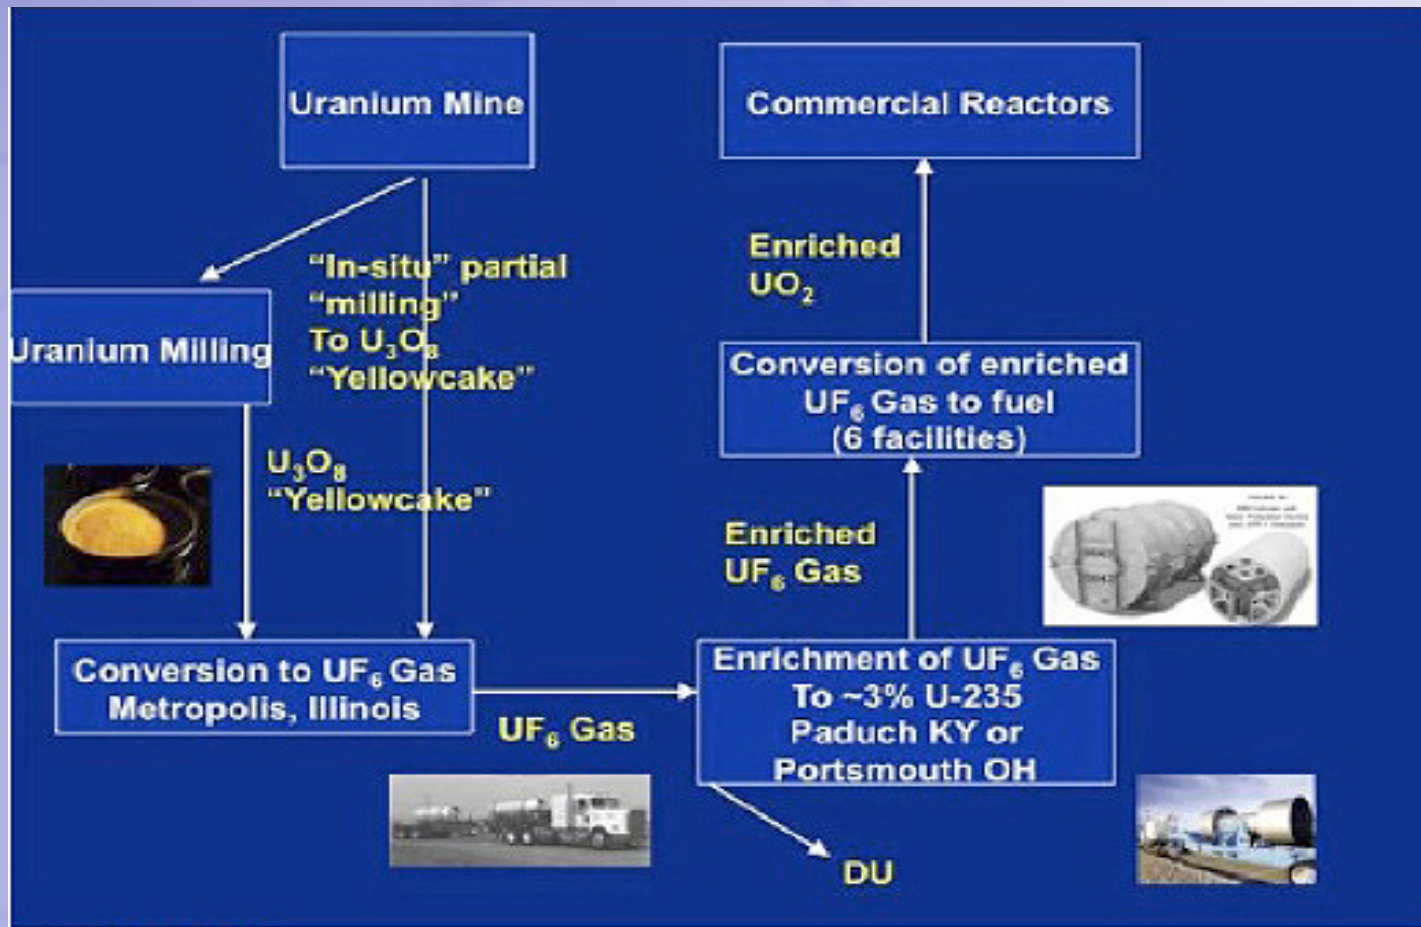 Uranium Mine
Commercial Reactors
“In-situ” partial
“milling”
To U₃O₈
“Yellowcake”
Enriched
UO₂
Uranium Milling
Conversion of enriched
UF₆ Gas to fuel
(6 facilities)
U₃O₈
“Yellowcake”
Enriched
UF₆ Gas
Conversion to UF₆ Gas
Metropolis, Illinois
UF₆ Gas
Enrichment of UF₆ Gas
To ~3% U-235
Paduch KY or
Portsmouth OH
DU